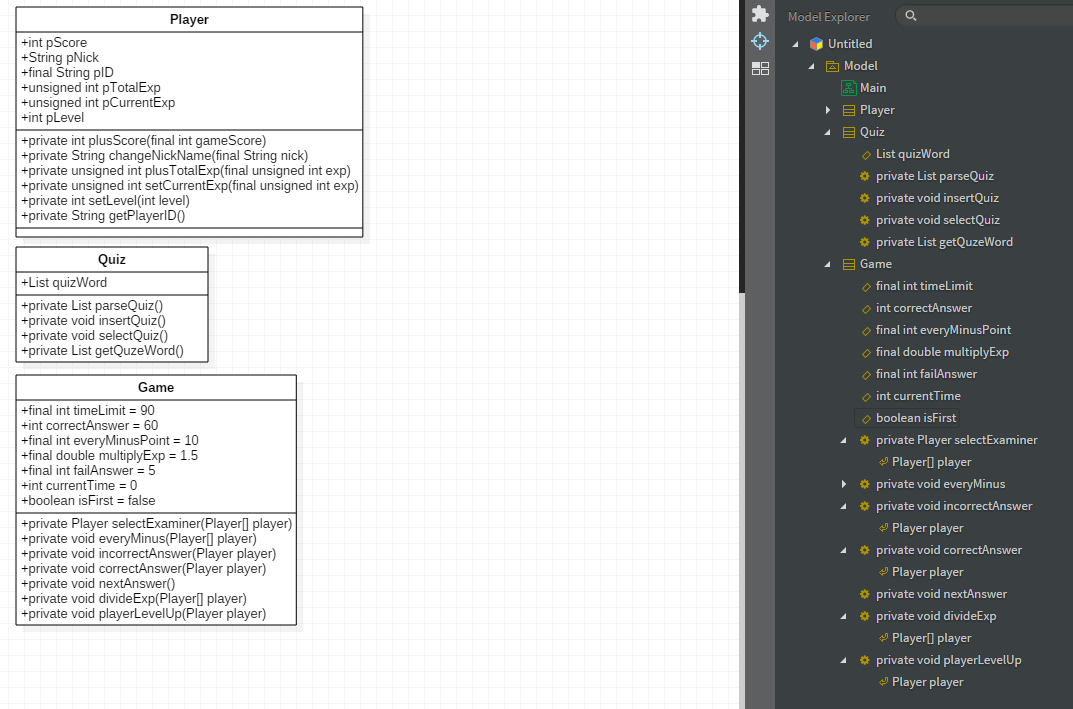 Player
+int pScore
+String pNick
+final String pID
+unsigned int pTotalExp
+unsigned int pCurrentExp
+int pLevel
+private int plusScore(final int gameScore)
+private String changeNickName(final String nick)
+private unsigned int plusTotalExp(final unsigned int exp)
+private unsigned int setCurrentExp(final unsigned int exp)
+private int setLevel(int level)
+private String getPlayerID()
Quiz
+List quizWord
+private List parseQuiz()
+private void insertQuiz()
+private void selectQuiz()
+private List getQuzeWord()
Game
+final int timeLimit = 90
+int correctAnswer = 60
+final int everyMinusPoint = 10
+final double multiplyExp = 1.5
+final int failAnswer = 5
+int currentTime = 0
+boolean isFirst = false
+private Player selectExaminer(Player[] player)
+private void everyMinus(Player[] player)
+private void incorrectAnswer(Player player)
+private void correctAnswer(Player player)
+private void nextAnswer()
+private void divideExp(Player[] player)
+private void playerLevelUp(Player player)
Model Explorer
Untitled
Model
Main
Player
Quiz
List quizWord
private List parseQuiz
private void insertQuiz
private void selectQuiz
private List getQuzeWord
Game
final int timeLimit
int correctAnswer
final int everyMinusPoint
final double multiplyExp
final int failAnswer
int currentTime
boolean isFirst
private Player selectExaminer
Player[] player
private void everyMinus
private void incorrectAnswer
Player player
private void correctAnswer
Player player
private void nextAnswer
private void divideExp
Player[] player
private void playerLevelUp
Player player